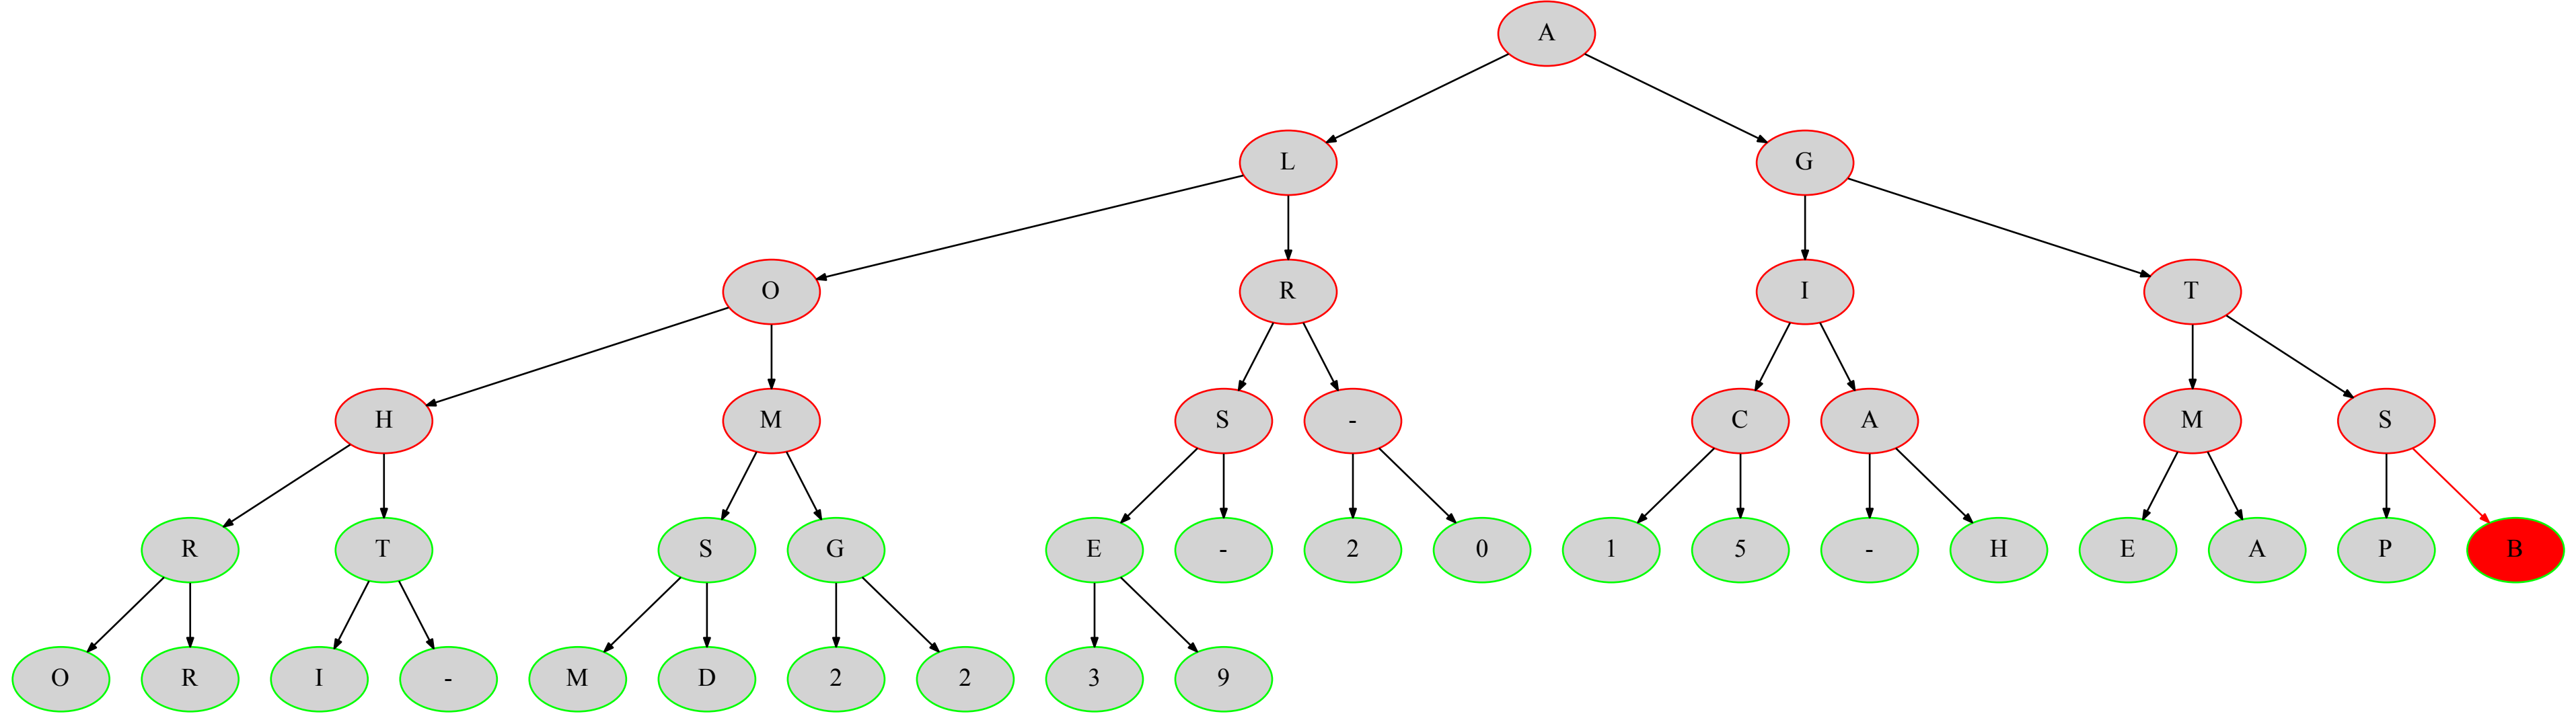 A
L G
O R I T
H M S - C A M S
R T S G E - 2 0 1 5 - H E A P B
O R I - M D 2 2 3 9